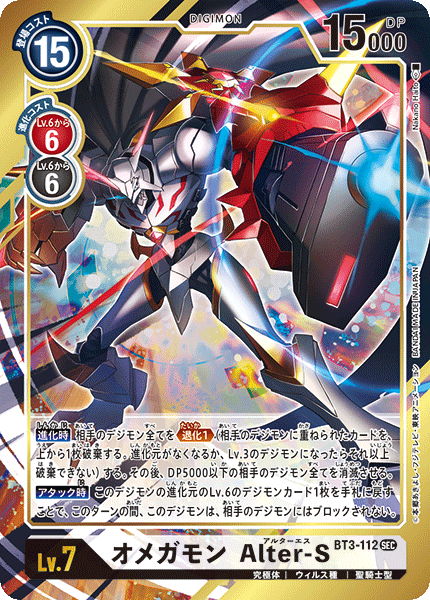 登場コスト
15
DIGIMON
15000
DP
進化コスト
Lv.6から
6
Lv.6から
6
Nakano Haito
©本郷あきよし・フジテレビ・東映アニメーション
BANDAI MADE IN JAPAN
進化時 相手のデジモン全てを 退化1 (相手のデジモンに重ねられたカードを、
上から1枚破棄する。進化元がなくなるか、Lv.3のデジモンになったらそれ以上
破棄できない)する。その後、DP5000以下の相手のデジモン全てを消滅させる。
アタック時 このデジモンの進化元のLv.6のデジモンカード1枚を手札に戻す
ことで、このターンの間、このデジモンは、相手のデジモンにはブロックされない。
アルターエス
Lv.7
オメガモン Alter-S
BT3-112 SEC
究極体 | ウィルス種 | 聖騎士型